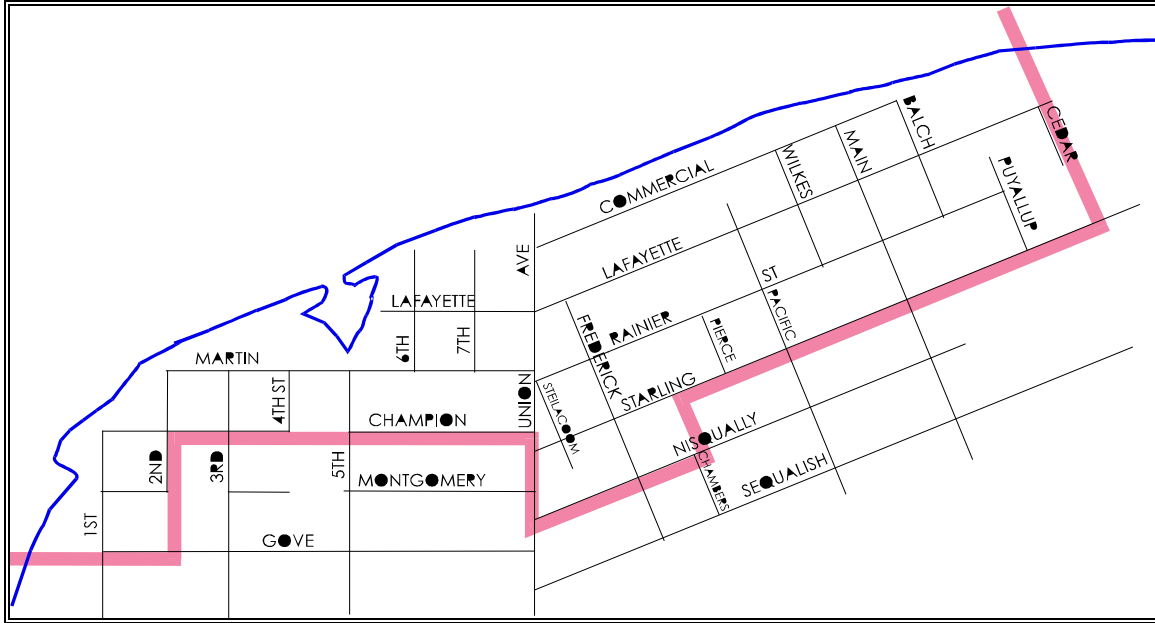 BALCH
CEDAR
MAIN
WILKES
PUYALLUP
COMMERCIAL
AVE
LAFAYETTE
ST
PACIFIC
LAFAYETTE
RAINIER
FREDERICK
PIERCE
6TH
7TH
MARTIN
UNION
STEILACOOM
STARLING
4TH ST
CHAMPION
NISQUALLY
2ND
3RD
5TH
MONTGOMERY
CHAMBERS
SEQUALISH
1ST
GOVE